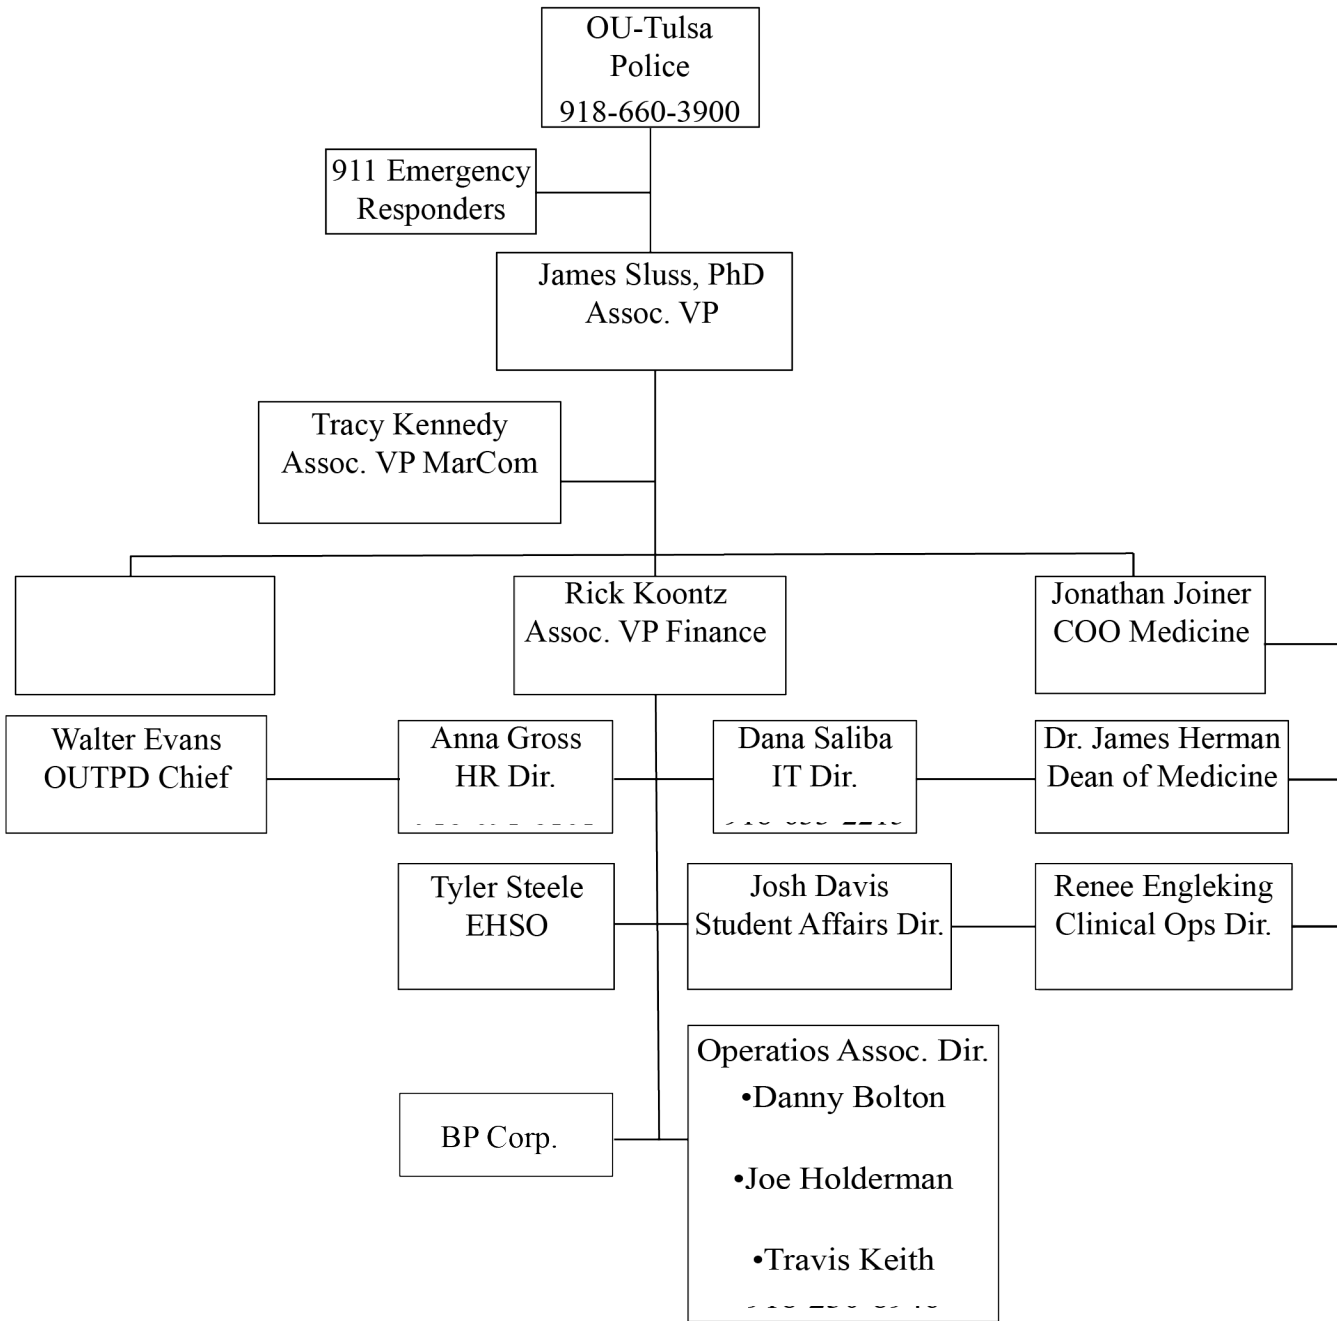 OU-Tulsa
Police
918-660-3900
911 Emergency
Responders
James Sluss, PhD
Assoc. VP
Tracy Kennedy
Assoc. VP MarCom
Rick Koontz
Assoc. VP Finance
Jonathan Joiner
COO Medicine
Walter Evans
OUTPD Chief
Anna Gross
HR Dir.
Dana Saliba
IT Dir.
Dr. James Herman
Dean of Medicine
Tyler Steele
EHSO
Josh Davis
Student Affairs Dir.
Renee Engleking
Clinical Ops Dir.
BP Corp.
Operatios Assoc. Dir.
•Danny Bolton
•Joe Holderman
•Travis Keith